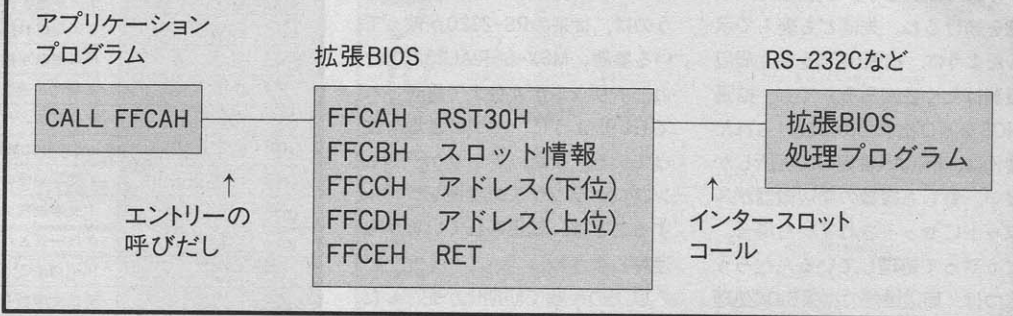 アプリケーション
プログラム
CALL FFCAH
↑
エントリーの
呼びだし
拡張BIOS
FFCAH RST30H
FFCBH スロット情報
FFCCH アドレス(下位)
FFCDH アドレス(上位)
FFCEH RET
↑
インタースロット
コール
RS-232Cなど
拡張BIOS
処理プログラム